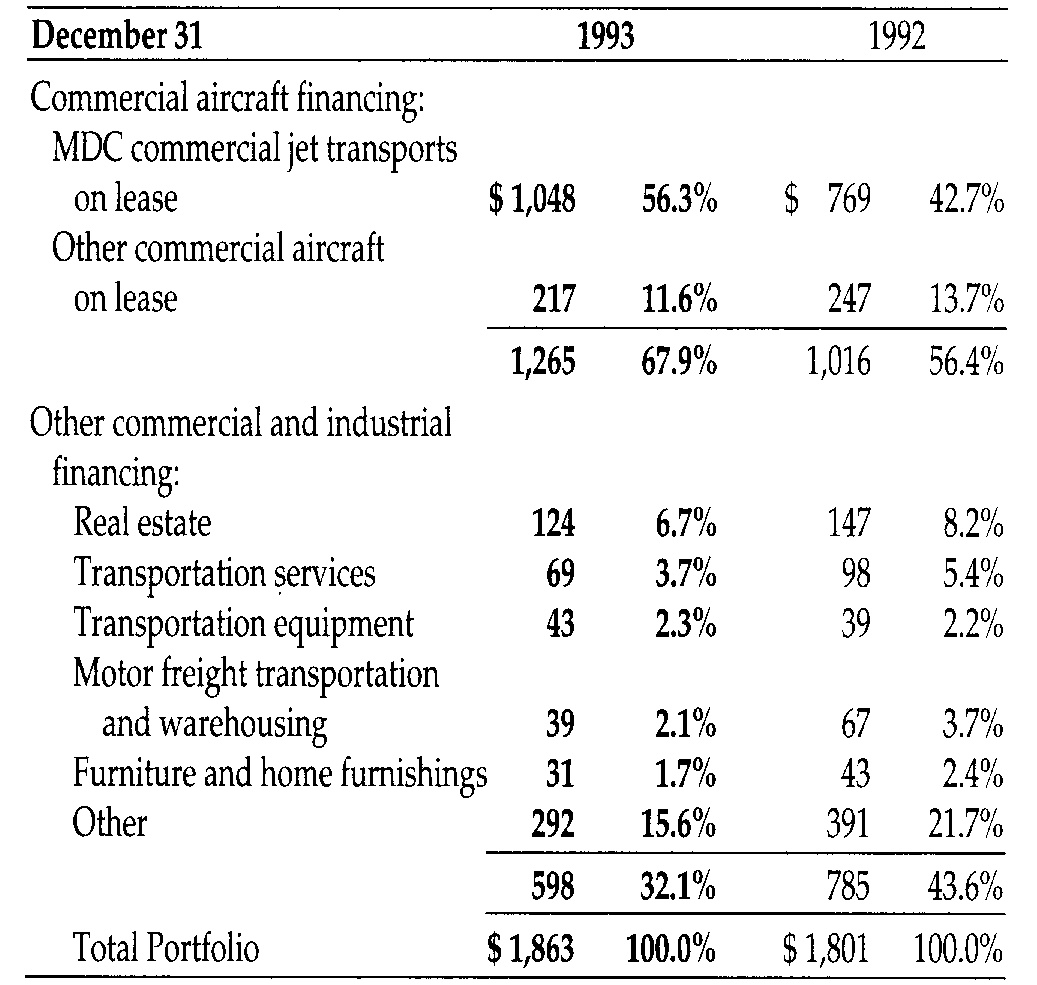 December 31 1993 1992
Commercial aircraft financing:
MDC commercial jet transports
on lease $ 1,048 56.3% $ 769 42.7%
Other commercial aircraft
on lease 217 11.6% 247 13.7%
1,265 67.9% 1,016 56.4%
Other commercial and industrial
financing:
Real estate 124 6.7% 147 8.2%
Transportation services 69 3.7% 98 5.4%
Transportation equipment 43 2.3% 39 2.2%
Motor freight transportation
and warehousing 39 2.1% 67 3.7%
Furniture and home furnishings 31 1.7% 43 2.4%
Other 292 15.6% 391 21.7%
598 32.1% 785 43.6%
Total Portfolio $ 1,863 100.0% $ 1,801 100.0%